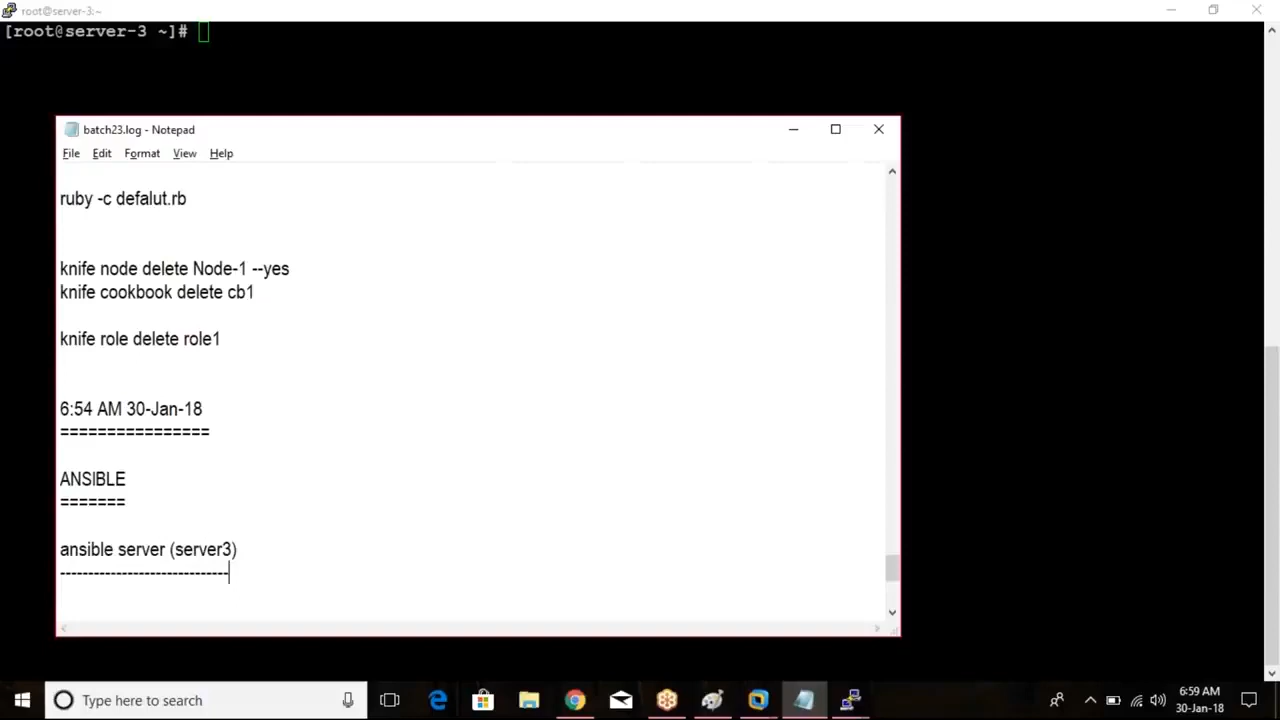 root@server-3:~
[root@server-3 ~]#
batch23.log - Notepad
File Edit Format View Help
ruby -c defalut.rb
knife node delete Node-1 --yes
knife cookbook delete cb1
knife role delete role1
6:54 AM 30-Jan-18
================
ANSIBLE
=======
ansible server (server3)
------------------------------
Type here to search
6:59 AM
30-Jan-18